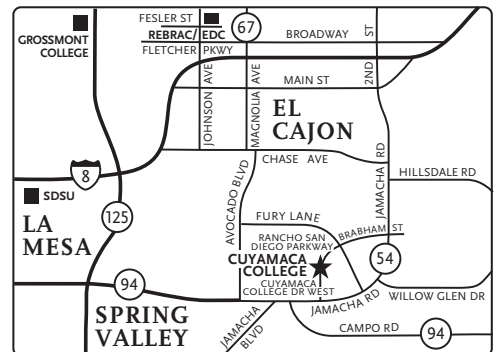 FESLER ST
REBRAC/ EDC
67
BROADWAY
2ND ST
GROSSMONT
COLLEGE
FLETCHER PKWY
JOHNSON AVE
MAGNOLIA AVE
MAIN ST
EL
CAJON
CHASE AVE
JAMACHA RD
HILLSDALE RD
8
SDSU
LA
MESA
125
AVOCADO BLVD
FURY LANE
RANCHO SAN
DIEGO PARKWAY
BRABHAM ST
CUYAMACA
COLLEGE
54
CUYAMACA
COLLEGE DR WEST
94
JAMACHA RD
WILLOW GLEN DR
SPRING
VALLEY
JAMACHA
BLVD
CAMPO RD
94